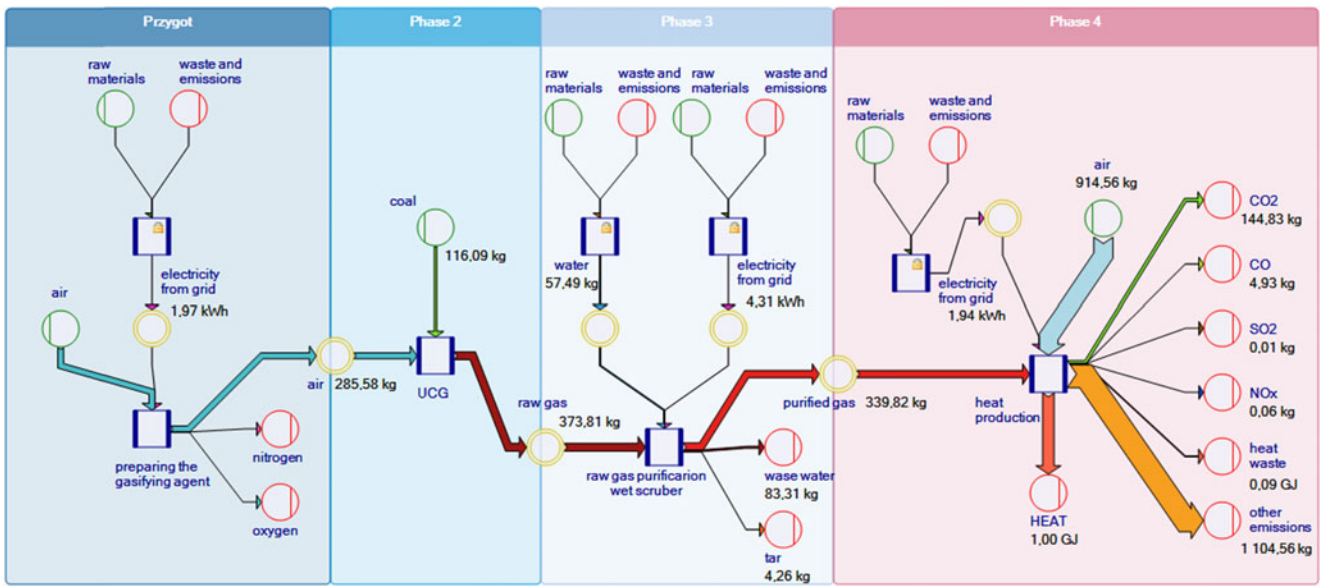 Przygot
Phase 2
Phase 3
Phase 4
raw
materials
waste and
emissions
electricity
from grid
1,97 kWh
air
preparing the
gasifying agent
nitrogen
oxygen
air
285,58 kg
coal
116,09 kg
UCG
raw gas
373,81 kg
raw
materials
waste and
emissions
raw
materials
waste and
emissions
water
57,49 kg
electricity
from grid
4,31 kWh
raw gas purificarion
wet scruber
wase water
83,31 kg
tar
4,26 kg
purified gas
339,82 kg
raw
materials
waste and
emissions
electricity
from grid
1,94 kWh
air
914,56 kg
heat
production
HEAT
1,00 GJ
CO2
144,83 kg
CO
4,93 kg
SO2
0,01 kg
NOx
0,06 kg
heat
waste
0,09 GJ
other
emissions
1 104,56 kg